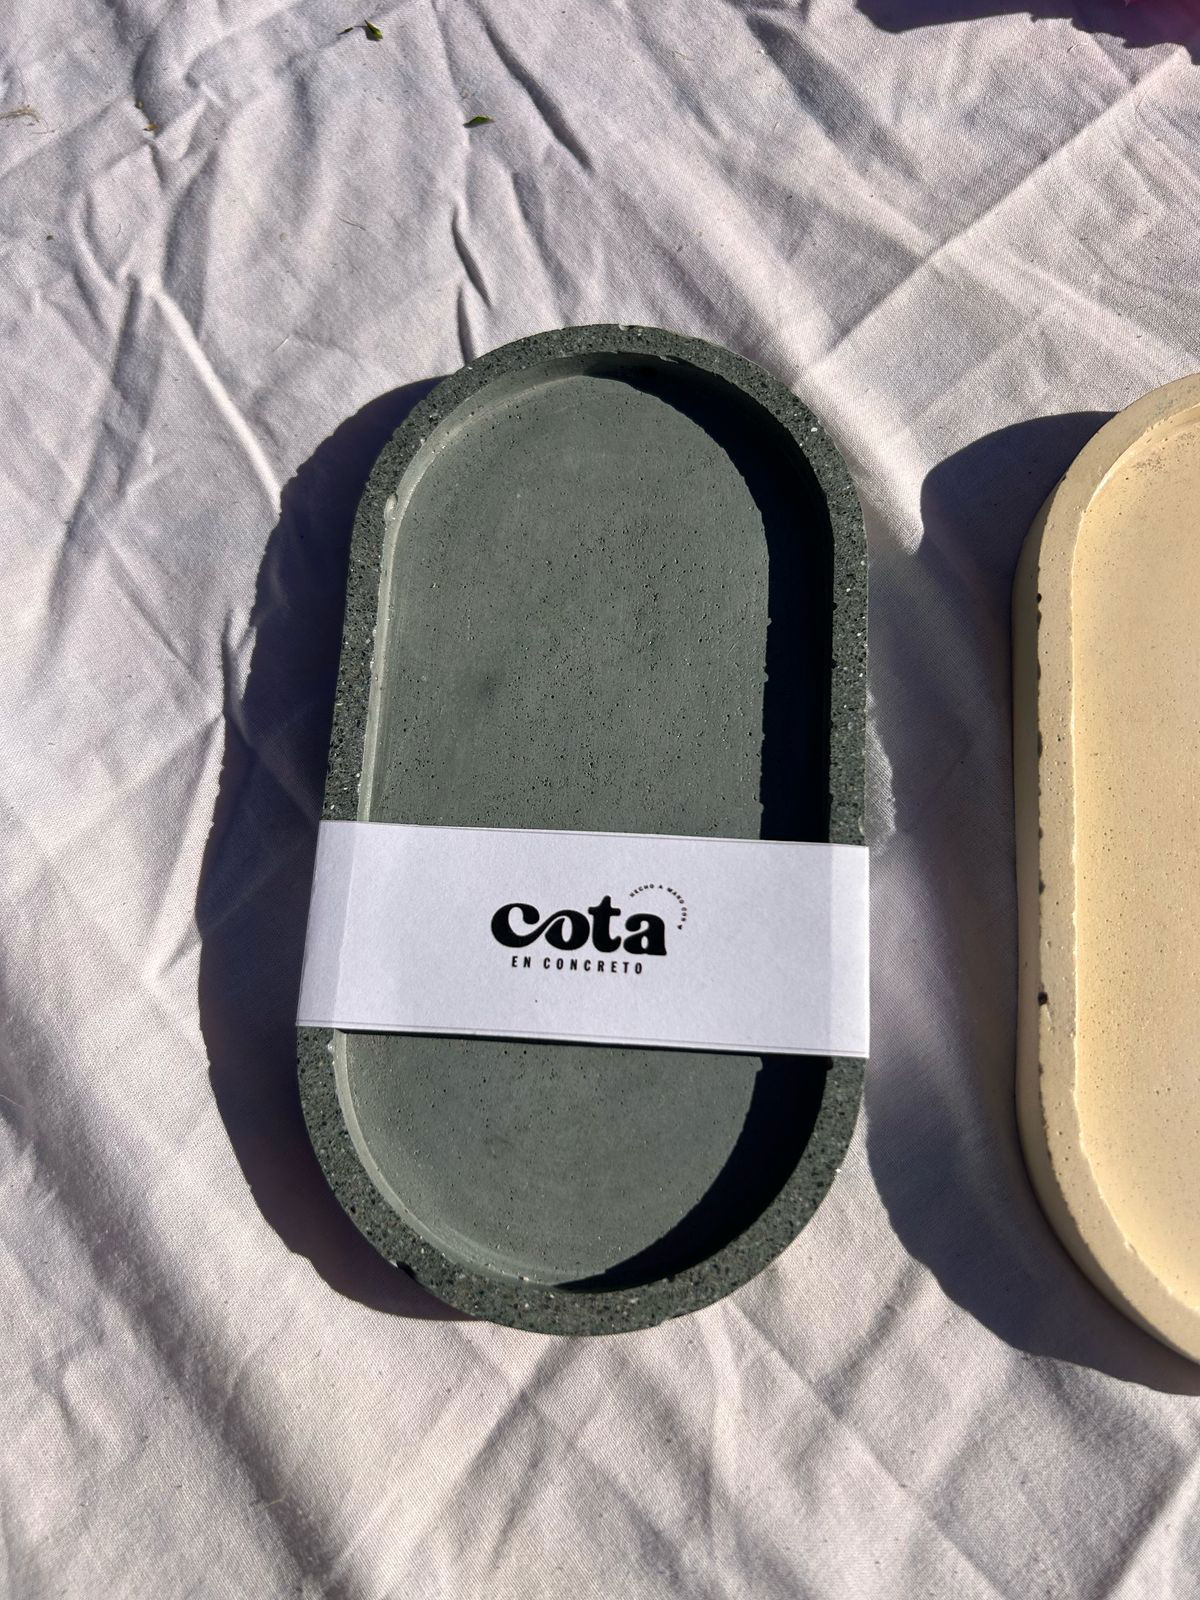 HECHO A MANO CON A
cota
EN CONCRETO